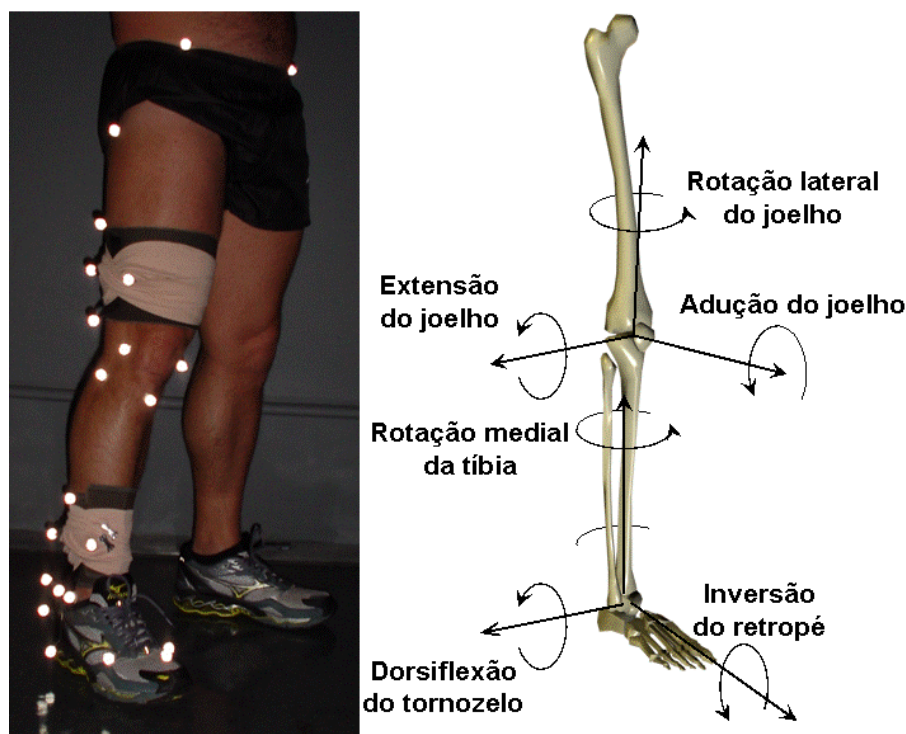 Rotação lateral
do joelho
Extensão
do joelho
Adução do joelho
Rotação medial
da tíbia
Inversão
do retropé
Dorsiflexão
do tornozelo